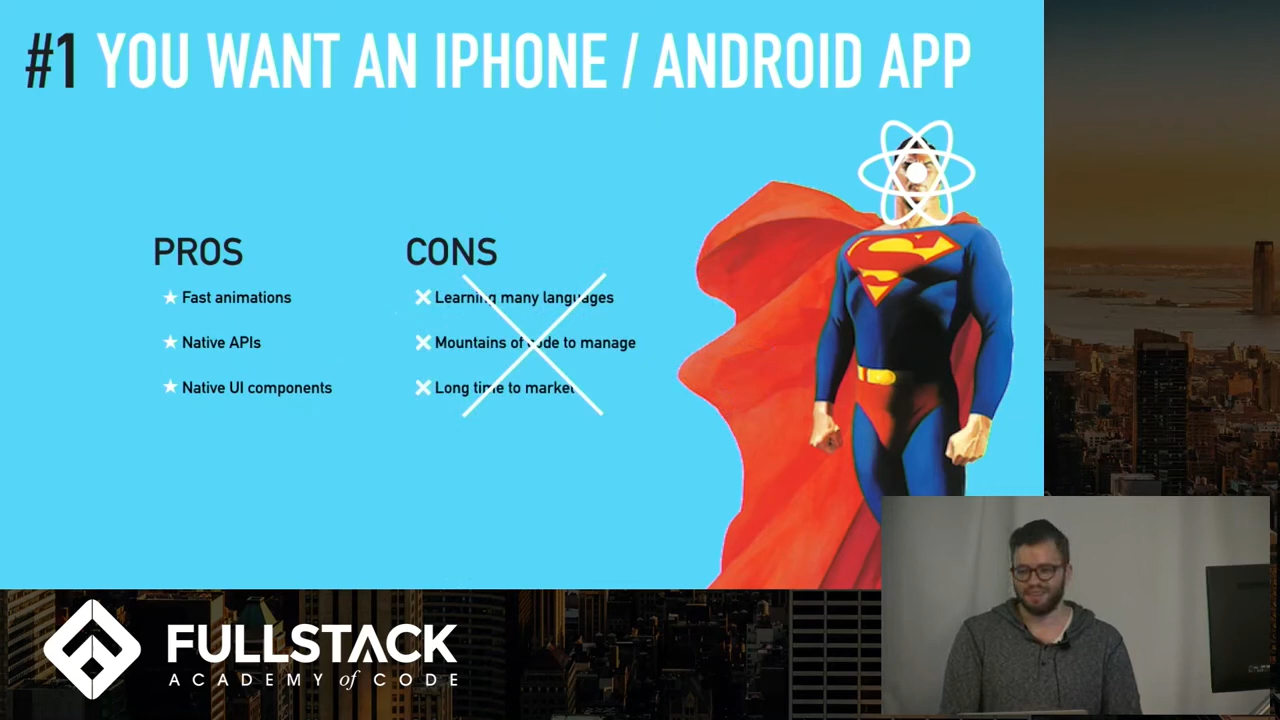 #1 YOU WANT AN IPHONE / ANDROID APP
PROS
Fast animations
Native APIs
Native UI components
CONS
Learning many languages
Mountains of code to manage
Long time to market
S
FULLSTACK
ACADEMY of CODE